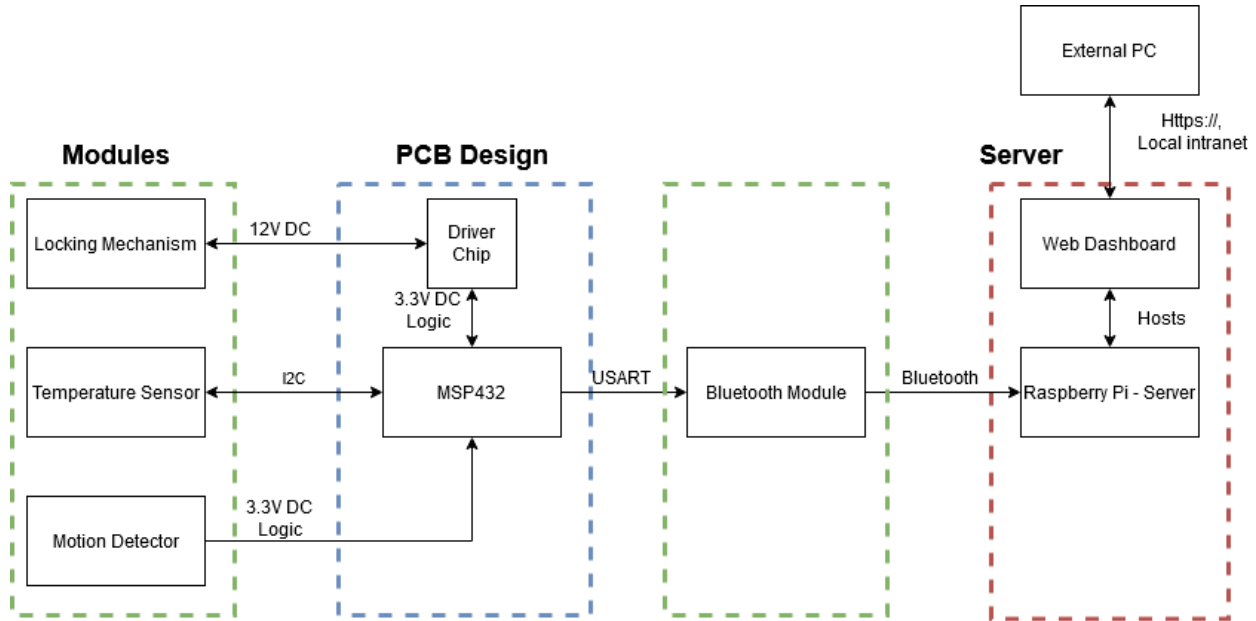 External PC
Https://,
Local intranet
Modules
PCB Design
Server
Locking Mechanism
12V DC
Driver
Chip
Web Dashboard
3.3V DC
Logic
Hosts
Temperature Sensor
I2C
MSP432
USART
Bluetooth Module
Bluetooth
Raspberry Pi - Server
Motion Detector
3.3V DC
Logic